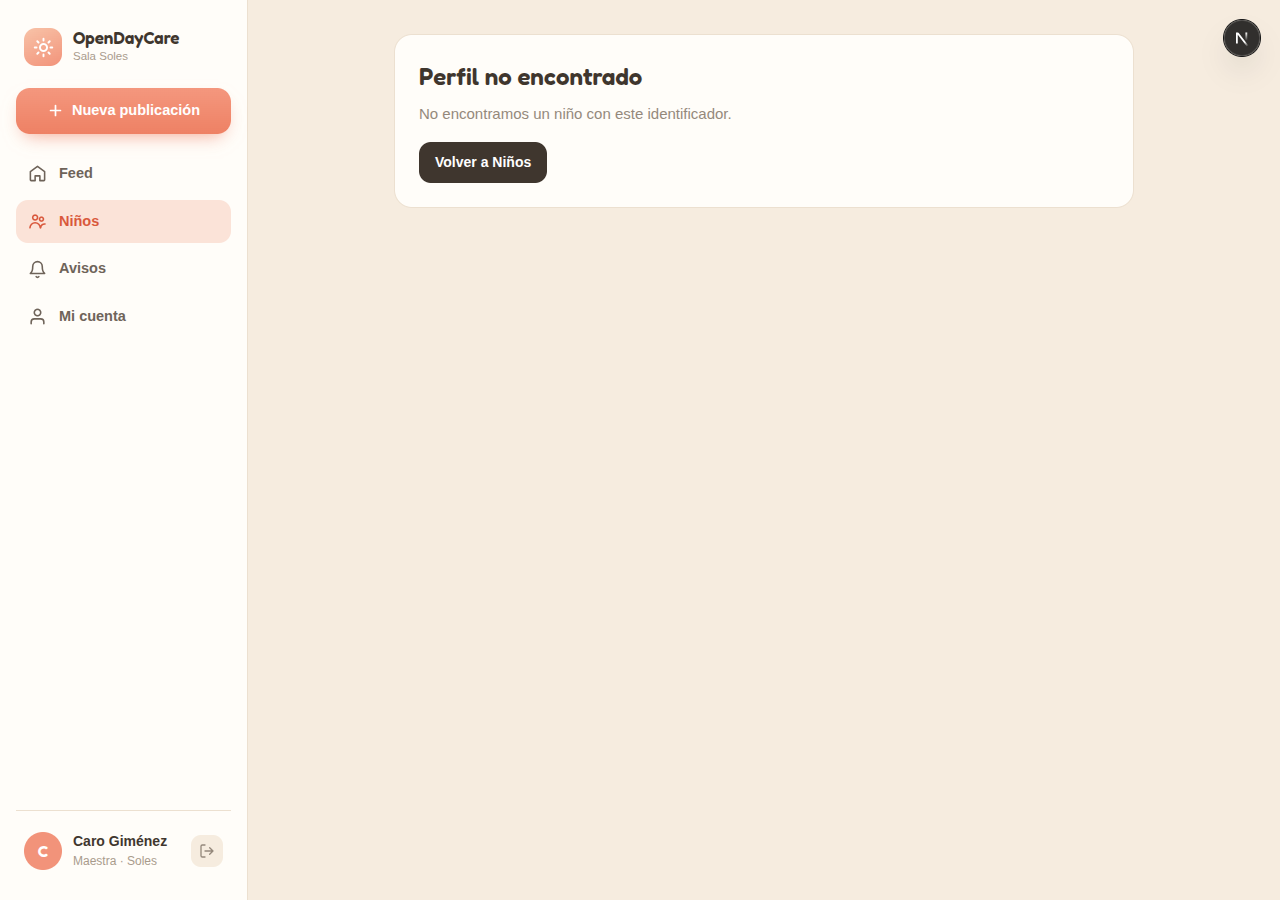 OpenDayCare
Sala Soles
Nueva publicación
Feed
Niños
Avisos
Mi cuenta
Caro Giménez
Maestra · Soles
C
Perfil no encontrado
No encontramos un niño con este identificador.
Volver a Niños
N